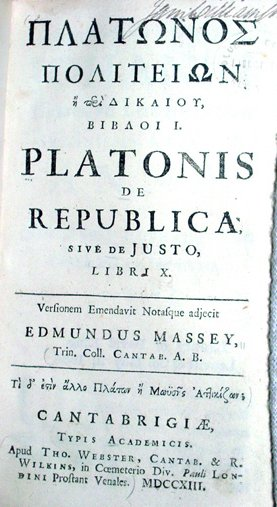 ΠΛΑΤΩΝΟΣ
ΠΟΛΙΤΕΙΩΝ
ἢ περὶ ΔΙΚΑΙΟΥ,
ΒΙΒΛΟΙ Ι.
PLATONIS
DE
REPUBLICA,
SIVE DE JUSTO,
LIBRI X.
Versionem Emendavit Notasque adjecit
EDMUNDUS MASSEY,
Trin. Coll. CANTAB. A. B.
Τί δ' ἐστὶ ἄλλο Πλάτων ἢ Μωϋσῆς Ἀττικίζων;
CANTABRIGIÆ,
TYPIS ACADEMICIS.
Apud THO. WEBSTER, CANTAB. & R.
WILKINS, in Cœmeterio Div. Pauli LON-
DINI Prostant Venales. MDCCXIII.